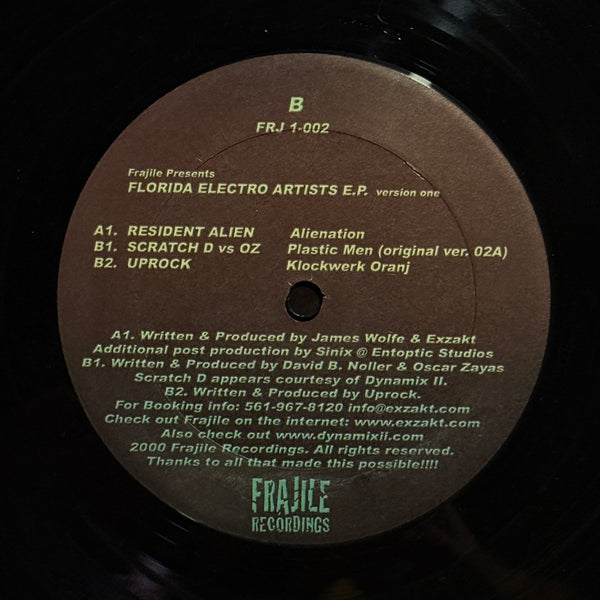 B
FRJ 1-002
Frajile Presents
FLORIDA ELECTRO ARTISTS E.P. version one
A1. RESIDENT ALIEN Alienation
B1. SCRATCH D vs OZ Plastic Men (original ver. 02A)
B2. UPROCK Klockwerk Oranj
A1. Written & Produced by James Wolfe & Exzakt
Additional post production by Sinix @ Entoptic Studios
B1. Written & Produced by David B. Noller & Oscar Zayas
Scratch D appears courtesy of Dynamix II.
B2. Written & Produced by Uprock.
For Booking info: 561-967-8120 info@exzakt.com
Check out Frajile on the internet: www.exzakt.com
Also check out www.dynamixii.com
2000 Frajile Recordings. All rights reserved.
Thanks to all that made this possible!!!!
FRAJILE
RECORDINGS